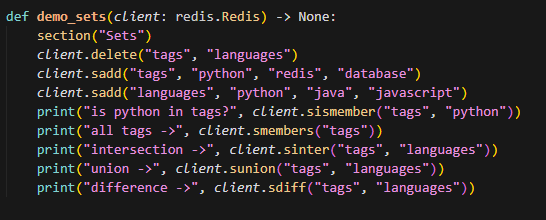 def demo_sets(client: redis.Redis) -> None:
    section("Sets")
    client.delete("tags", "languages")
    client.sadd("tags", "python", "redis", "database")
    client.sadd("languages", "python", "java", "javascript")
    print("is python in tags?", client.sismember("tags", "python"))
    print("all tags ->", client.smembers("tags"))
    print("intersection ->", client.sinter("tags", "languages"))
    print("union ->", client.sunion("tags", "languages"))
    print("difference ->", client.sdiff("tags", "languages"))